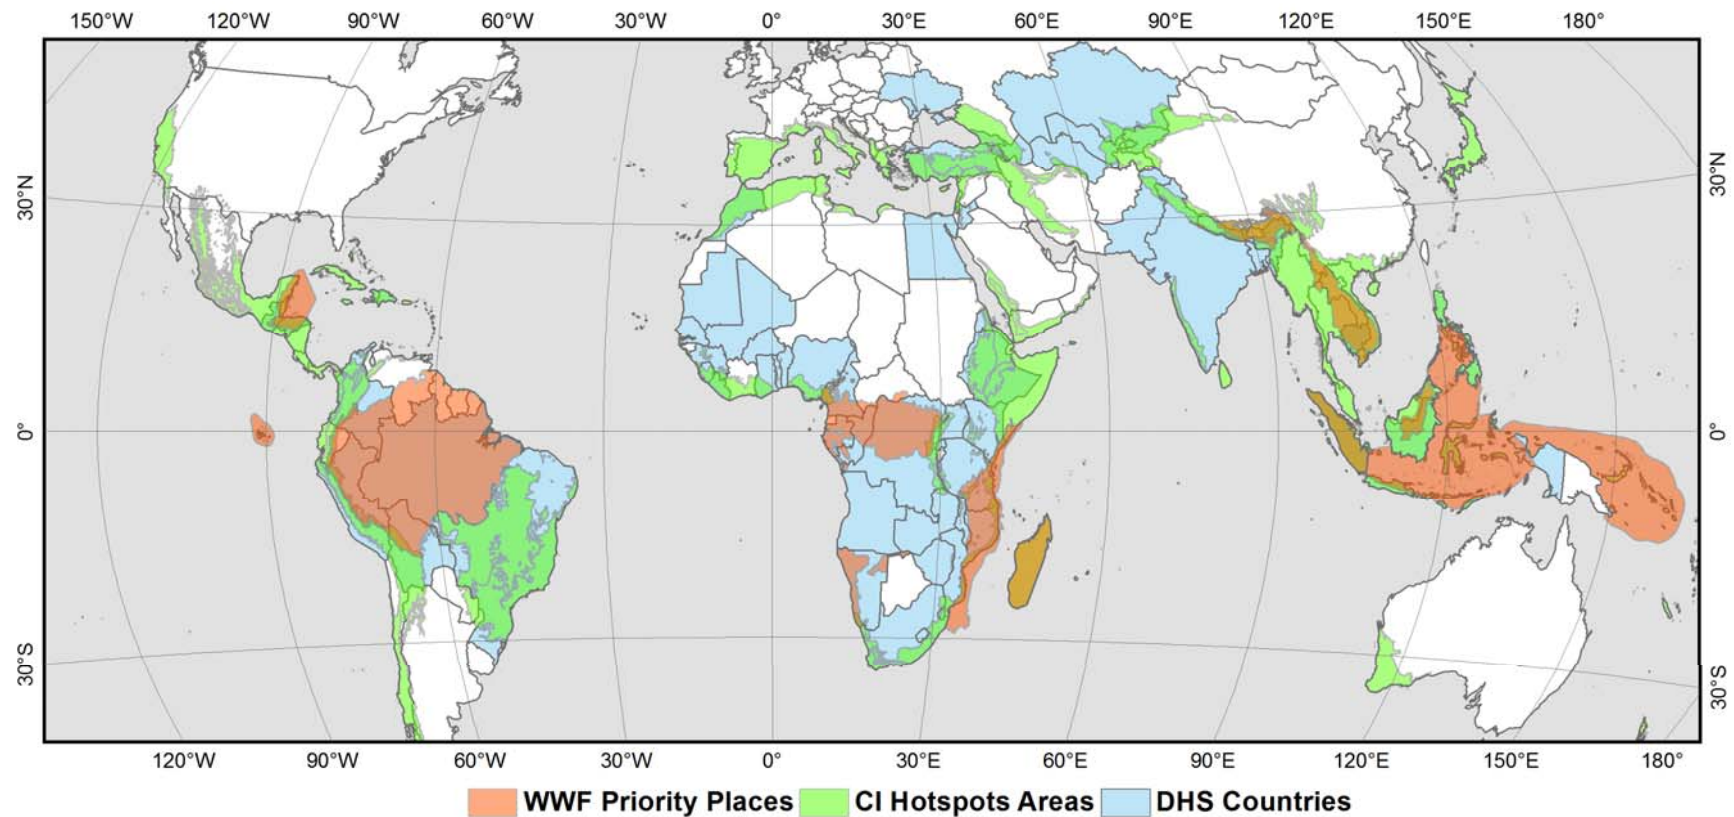 150°W 120°W 90°W 60°W 30°W 0° 30°E 60°E 90°E 120°E 150°E 180°
30°N 30°N
0° 0°
30°S 30°S
120°W 90°W 60°W 30°W 0° 30°E 60°E 90°E 120°E 150°E 180°
WWF Priority Places CI Hotspots Areas DHS Countries